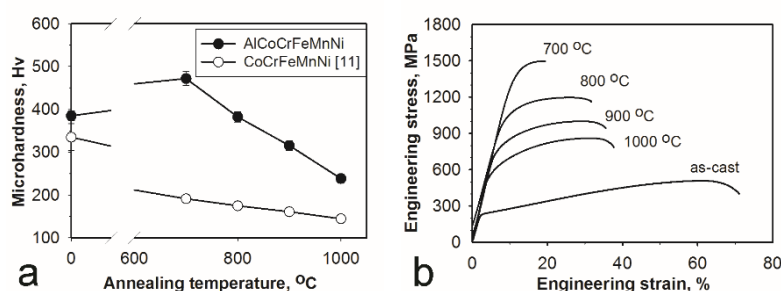 600
500
400
300
200
100
0
600
800
1000
Microhardness, Hv
Annealing temperature, °C
AlCoCrFeMnNi
CoCrFeMnNi [11]
a
1800
1500
1200
900
600
300
0
0
20
40
60
80
Engineering stress, MPa
Engineering strain, %
700 °C
800 °C
900 °C
1000 °C
as-cast
b